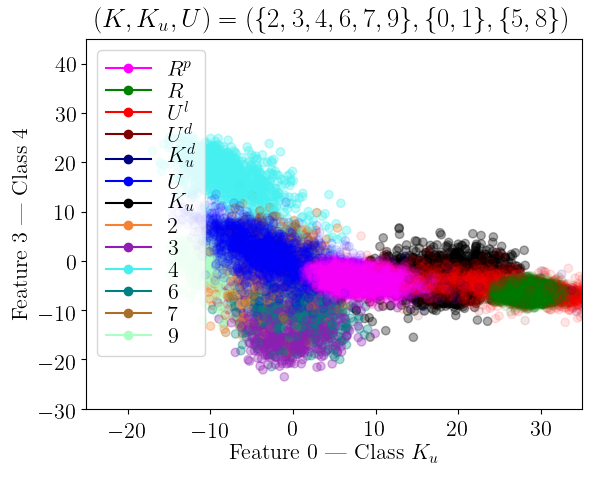 (K, K_u, U) = ({2, 3, 4, 6, 7, 9}, {0, 1}, {5, 8})
R^p
R
U^l
U^d
K_u^d
U
K_u
2
3
4
6
7
9
40
30
20
10
0
−10
−20
−30
Feature 3 — Class 4
−20 −10 0 10 20 30
Feature 0 — Class K_u